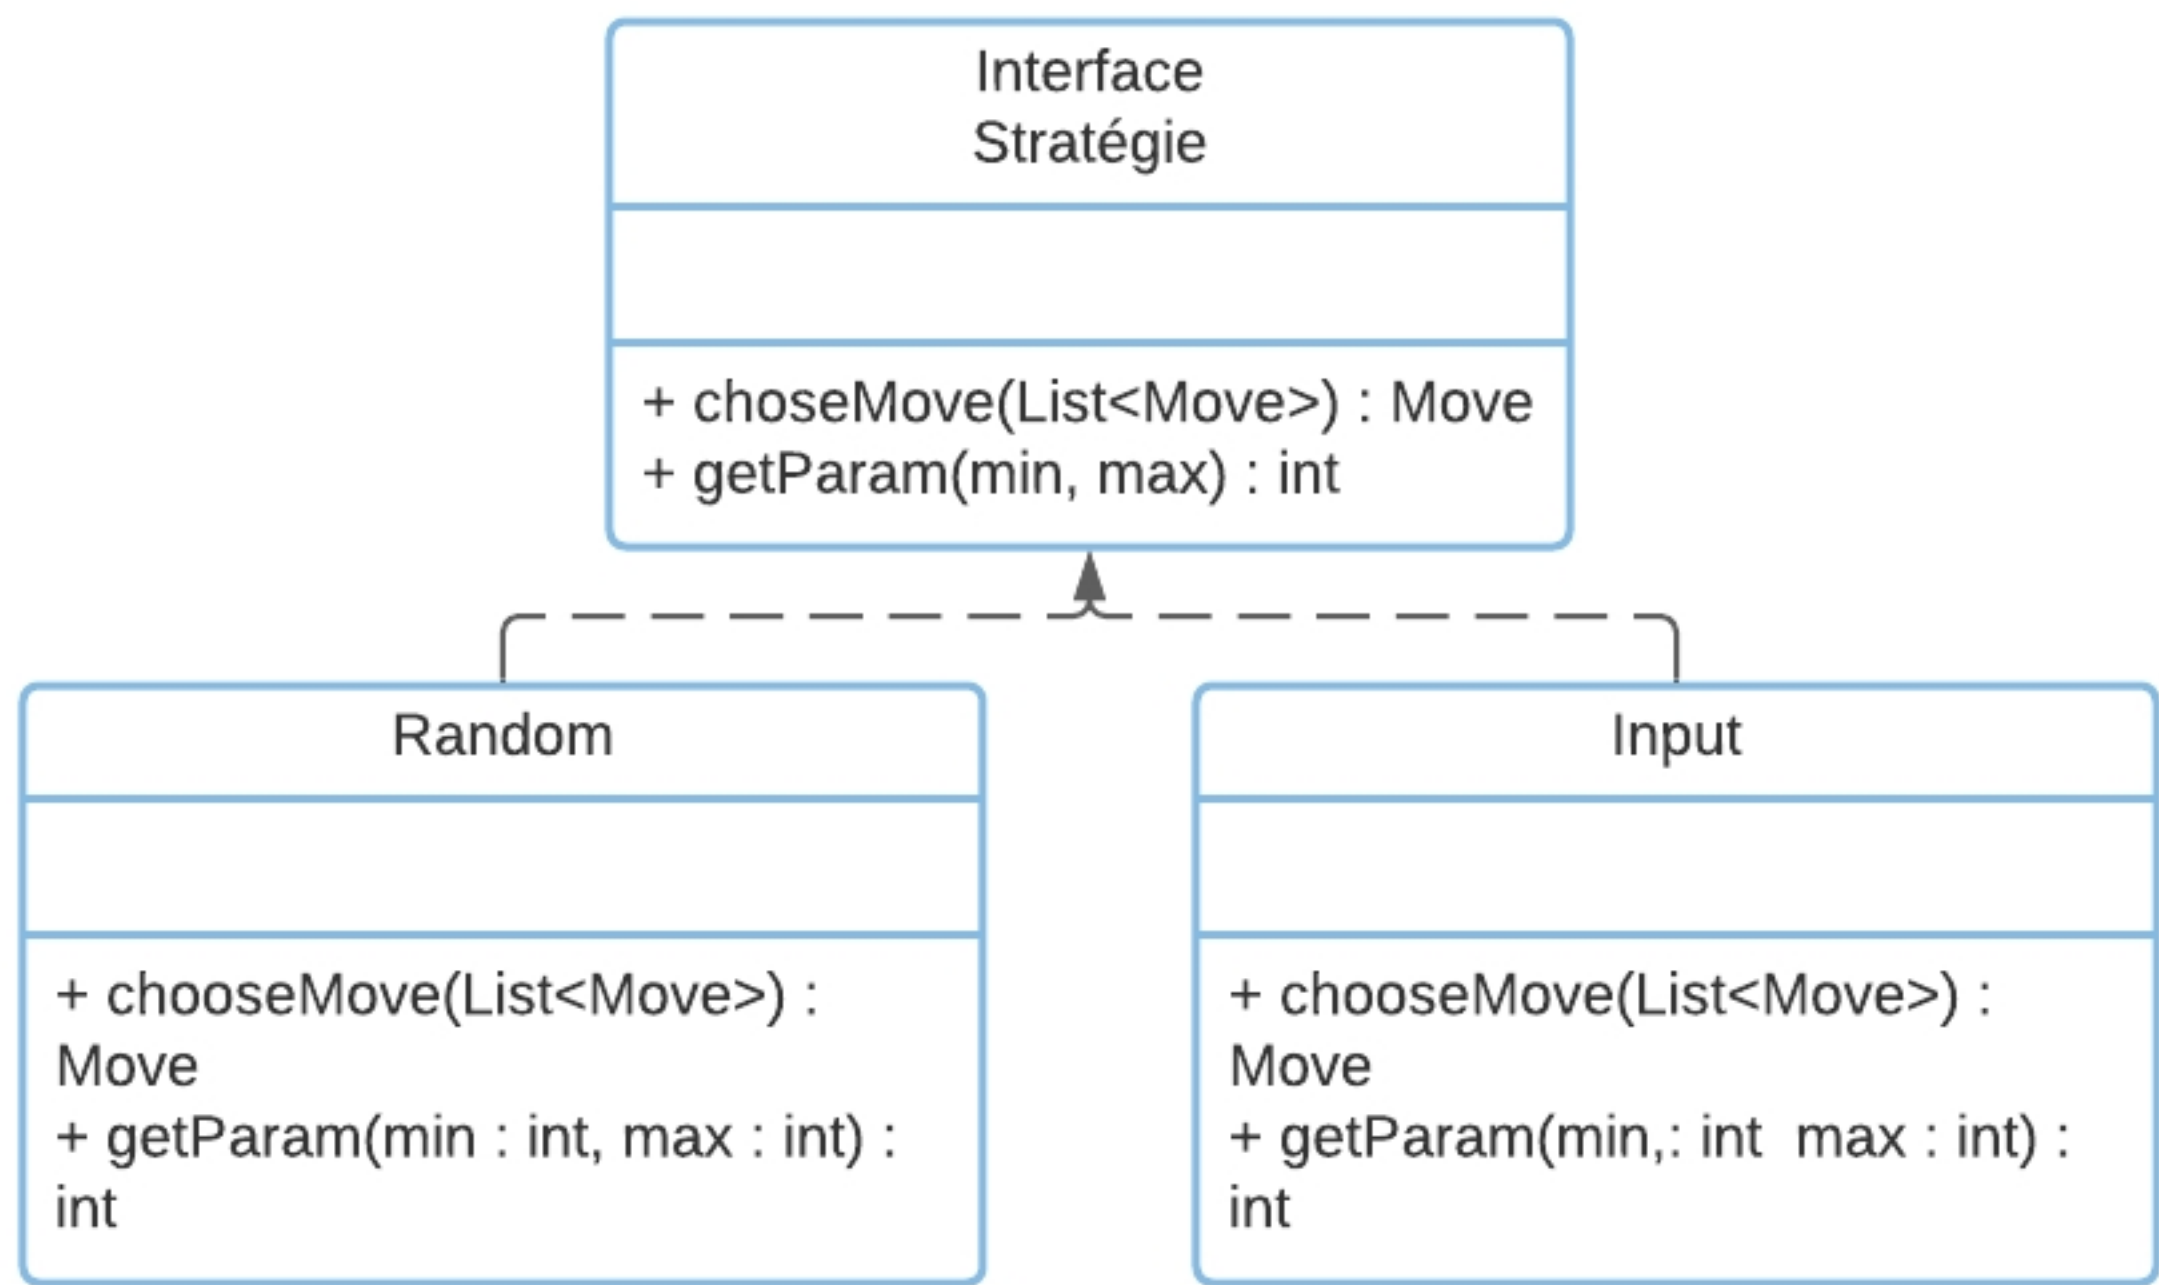 Interface
Stratégie
+ choseMove(List<Move>) : Move
+ getParam(min, max) : int
Random
+ chooseMove(List<Move>) :
Move
+ getParam(min : int, max : int) :
int
Input
+ chooseMove(List<Move>) :
Move
+ getParam(min,: int  max : int) :
int